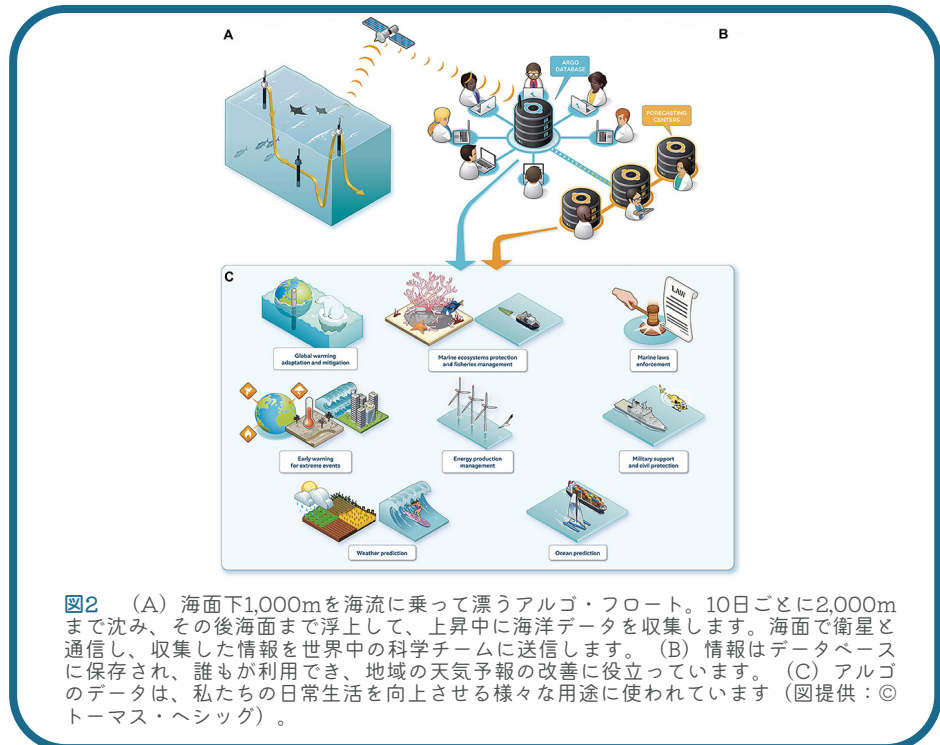 A
B
ARGO
DATABASE
FORECASTING
CENTERS
C
Global warming
adaptation and mitigation
Marine ecosystems protection
and fisheries management
LAW
Marine laws
enforcement
Early warning
for extreme events
Energy production
management
Military support
and civil protection
Weather prediction
Ocean prediction
図2 （A）海面下1,000mを海流に乗って漂うアルゴ・フロート。10日ごとに2,000m
まで沈み、その後海面まで浮上して、上昇中に海洋データを収集します。海面で衛星と
通信し、収集した情報を世界中の科学チームに送信します。（B）情報はデータベース
に保存され、誰もが利用でき、地域の天気予報の改善に役立っています。（C）アルゴ
のデータは、私たちの日常生活を向上させる様々な用途に使われています（図提供：©
トーマス・ヘシッグ）。